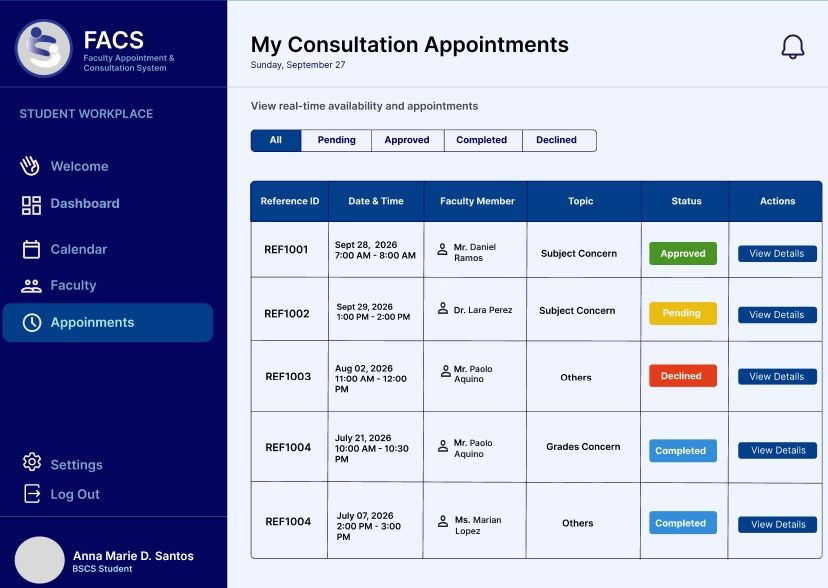 FACS
Faculty Appointment &
Consultation System
STUDENT WORKPLACE
Welcome
Dashboard
Calendar
Faculty
Appoinments
Settings
Log Out
Anna Marie D. Santos
BSCS Student
My Consultation Appointments
Sunday, September 27
View real-time availability and appointments
All Pending Approved Completed Declined
Reference ID Date & Time Faculty Member Topic Status Actions
REF1001
Sept 28, 2026
7:00 AM - 8:00 AM
Mr. Daniel
Ramos
Subject Concern
Approved
View Details
REF1002
Sept 29, 2026
1:00 PM - 2:00 PM
Dr. Lara Perez
Subject Concern
Pending
View Details
REF1003
Aug 02, 2026
11:00 AM - 12:00
PM
Mr. Paolo
Aquino
Others
Declined
View Details
REF1004
July 21, 2026
10:00 AM - 10:30
PM
Mr. Paolo
Aquino
Grades Concern
Completed
View Details
REF1004
July 07, 2026
2:00 PM - 3:00
PM
Ms. Marian
Lopez
Others
Completed
View Details